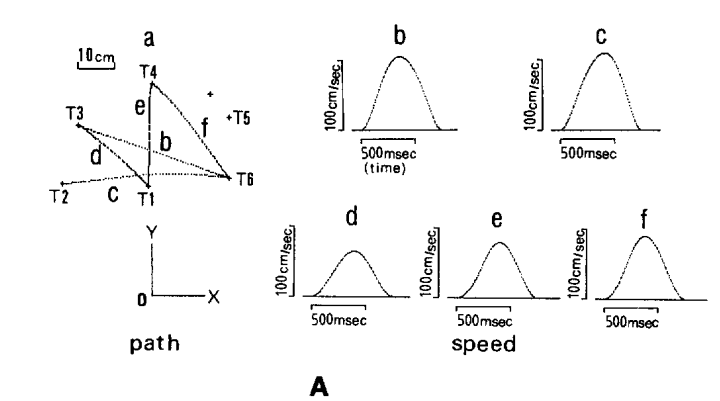 a
10cm
T4
T3
e
b
f
T5
d
T6
c
T2
T1
Y
0
X
path
b
100cm/sec.
500msec
(time)
c
100cm/sec.
500msec
d
100cm/sec.
500msec
e
100cm/sec.
500msec
f
100cm/sec.
500msec
speed
A